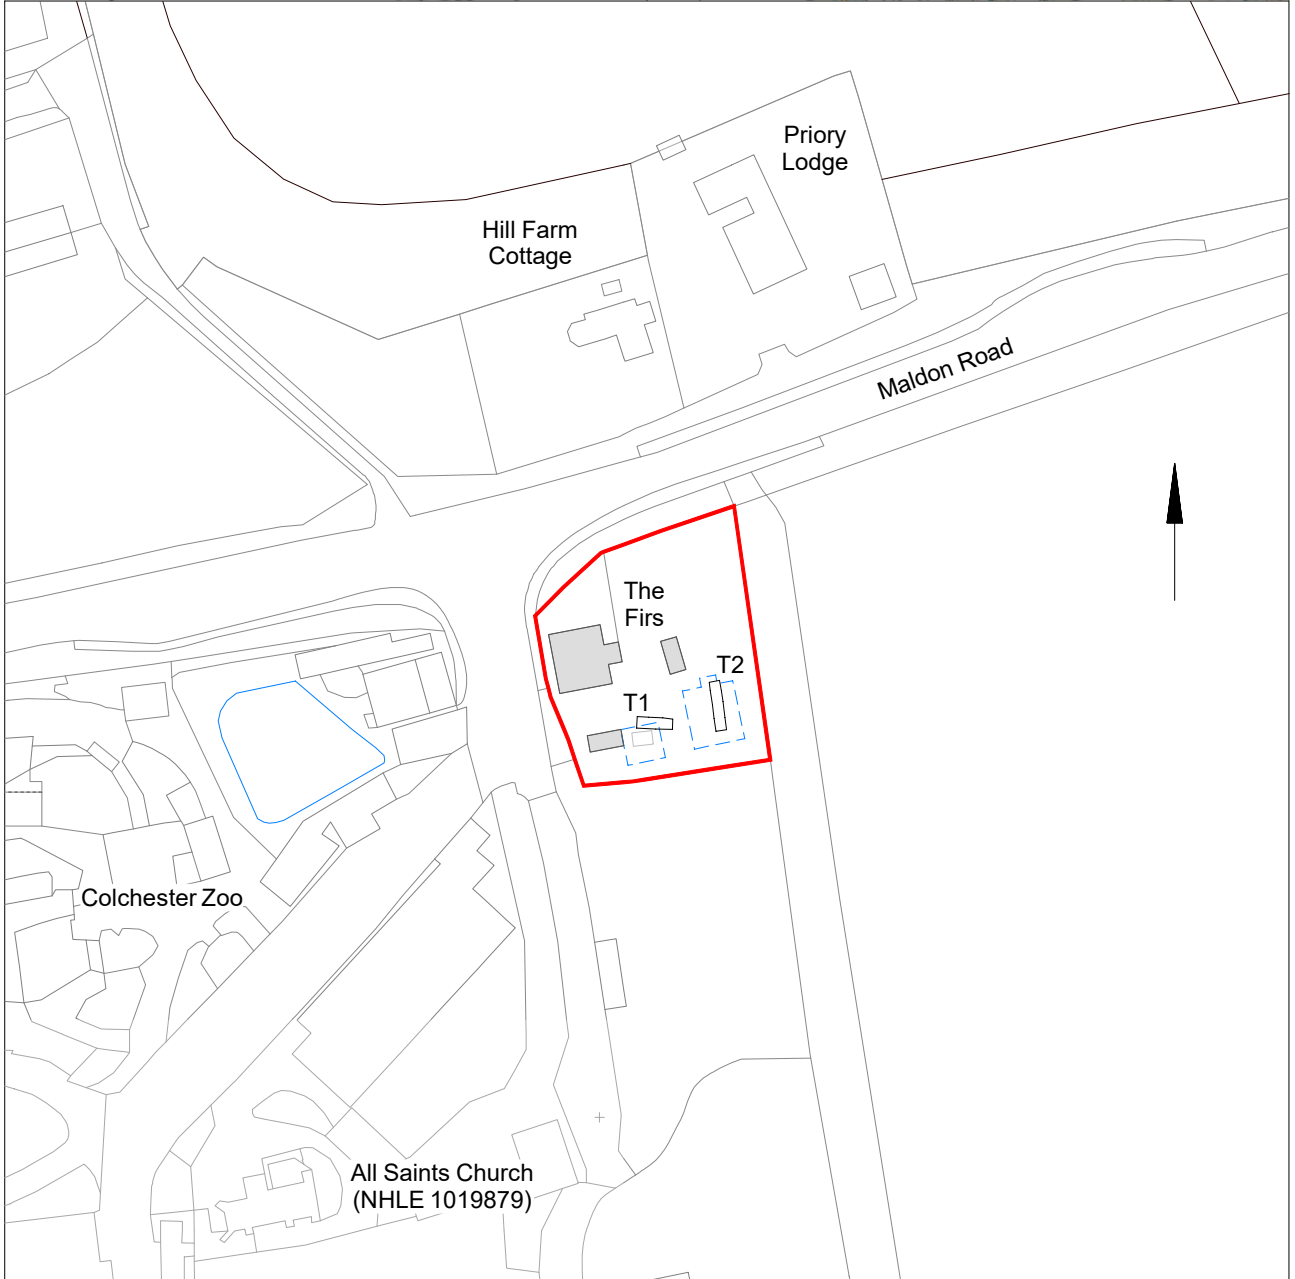 Priory
Lodge
Hill Farm
Cottage
Maldon Road
The
Firs
T2
T1
Colchester Zoo
All Saints Church
(NHLE 1019879)